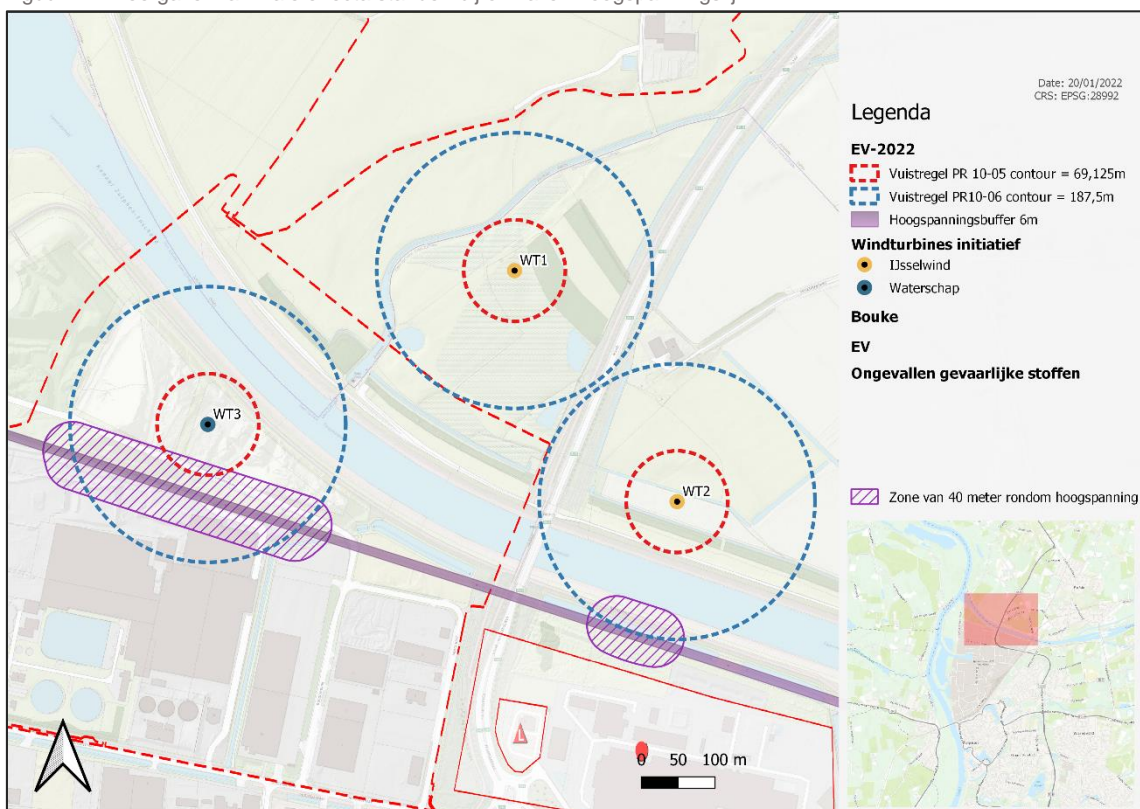 Date: 20/01/2022
CRS: EPSG:28992
Legenda
EV-2022
Vuistregel PR 10-05 contour = 69,125m
Vuistregel PR10-06 contour = 187,5m
Hoogspanningsbuffer 6m
Windturbines initiatief
IJsselwind
Waterschap
Bouke
EV
Ongevallen gevaarlijke stoffen
Zone van 40 meter rondom hoogspanning
WT1
WT3
WT2
L
0 50 100 m